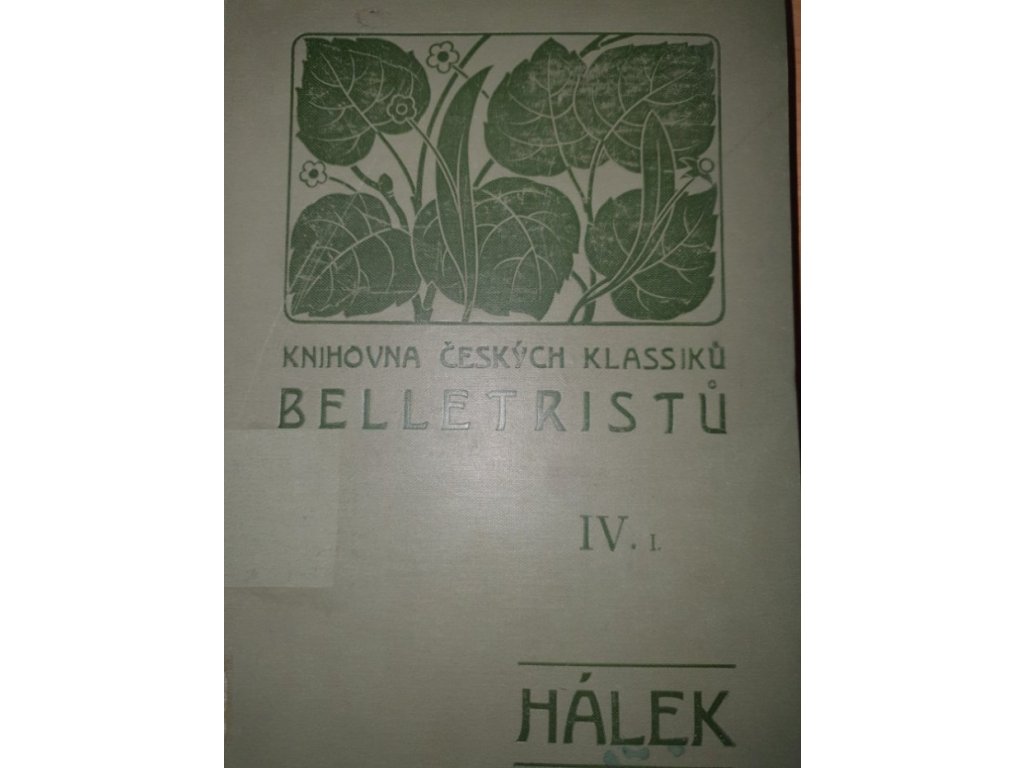 KNIHOVNA ČESKÝCH KLASSIKŮ
BELLETRISTŮ
IV. I.
HÁLEK